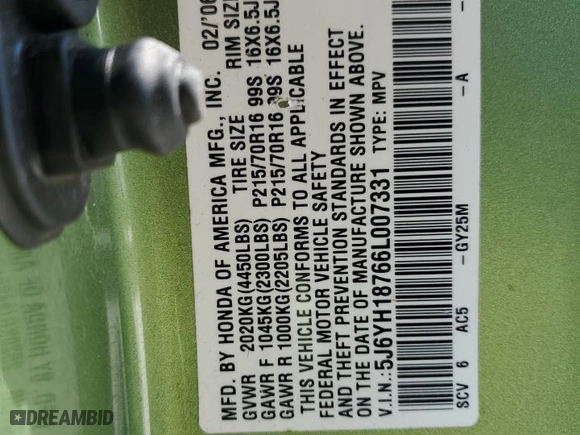 MFD. BY HONDA OF AMERICA MFG., INC. 02/'06
GVWR 2020KG(4450LBS) TIRE SIZE RIM SIZE
GAWR F 1045KG(2300LBS) P215/70R16 99S 16X6.5J
GAWR R 1000KG(2205LBS) P215/70R16 99S 16X6.5J
THIS VEHICLE CONFORMS TO ALL APPLICABLE
FEDERAL MOTOR VEHICLE SAFETY
AND THEFT PREVENTION STANDARDS IN EFFECT
ON THE DATE OF MANUFACTURE SHOWN ABOVE.
V.I.N.: 5J6YH18766L007331 TYPE: MPV
SCV 6 AC5 -GY25M -A
DREAMBID